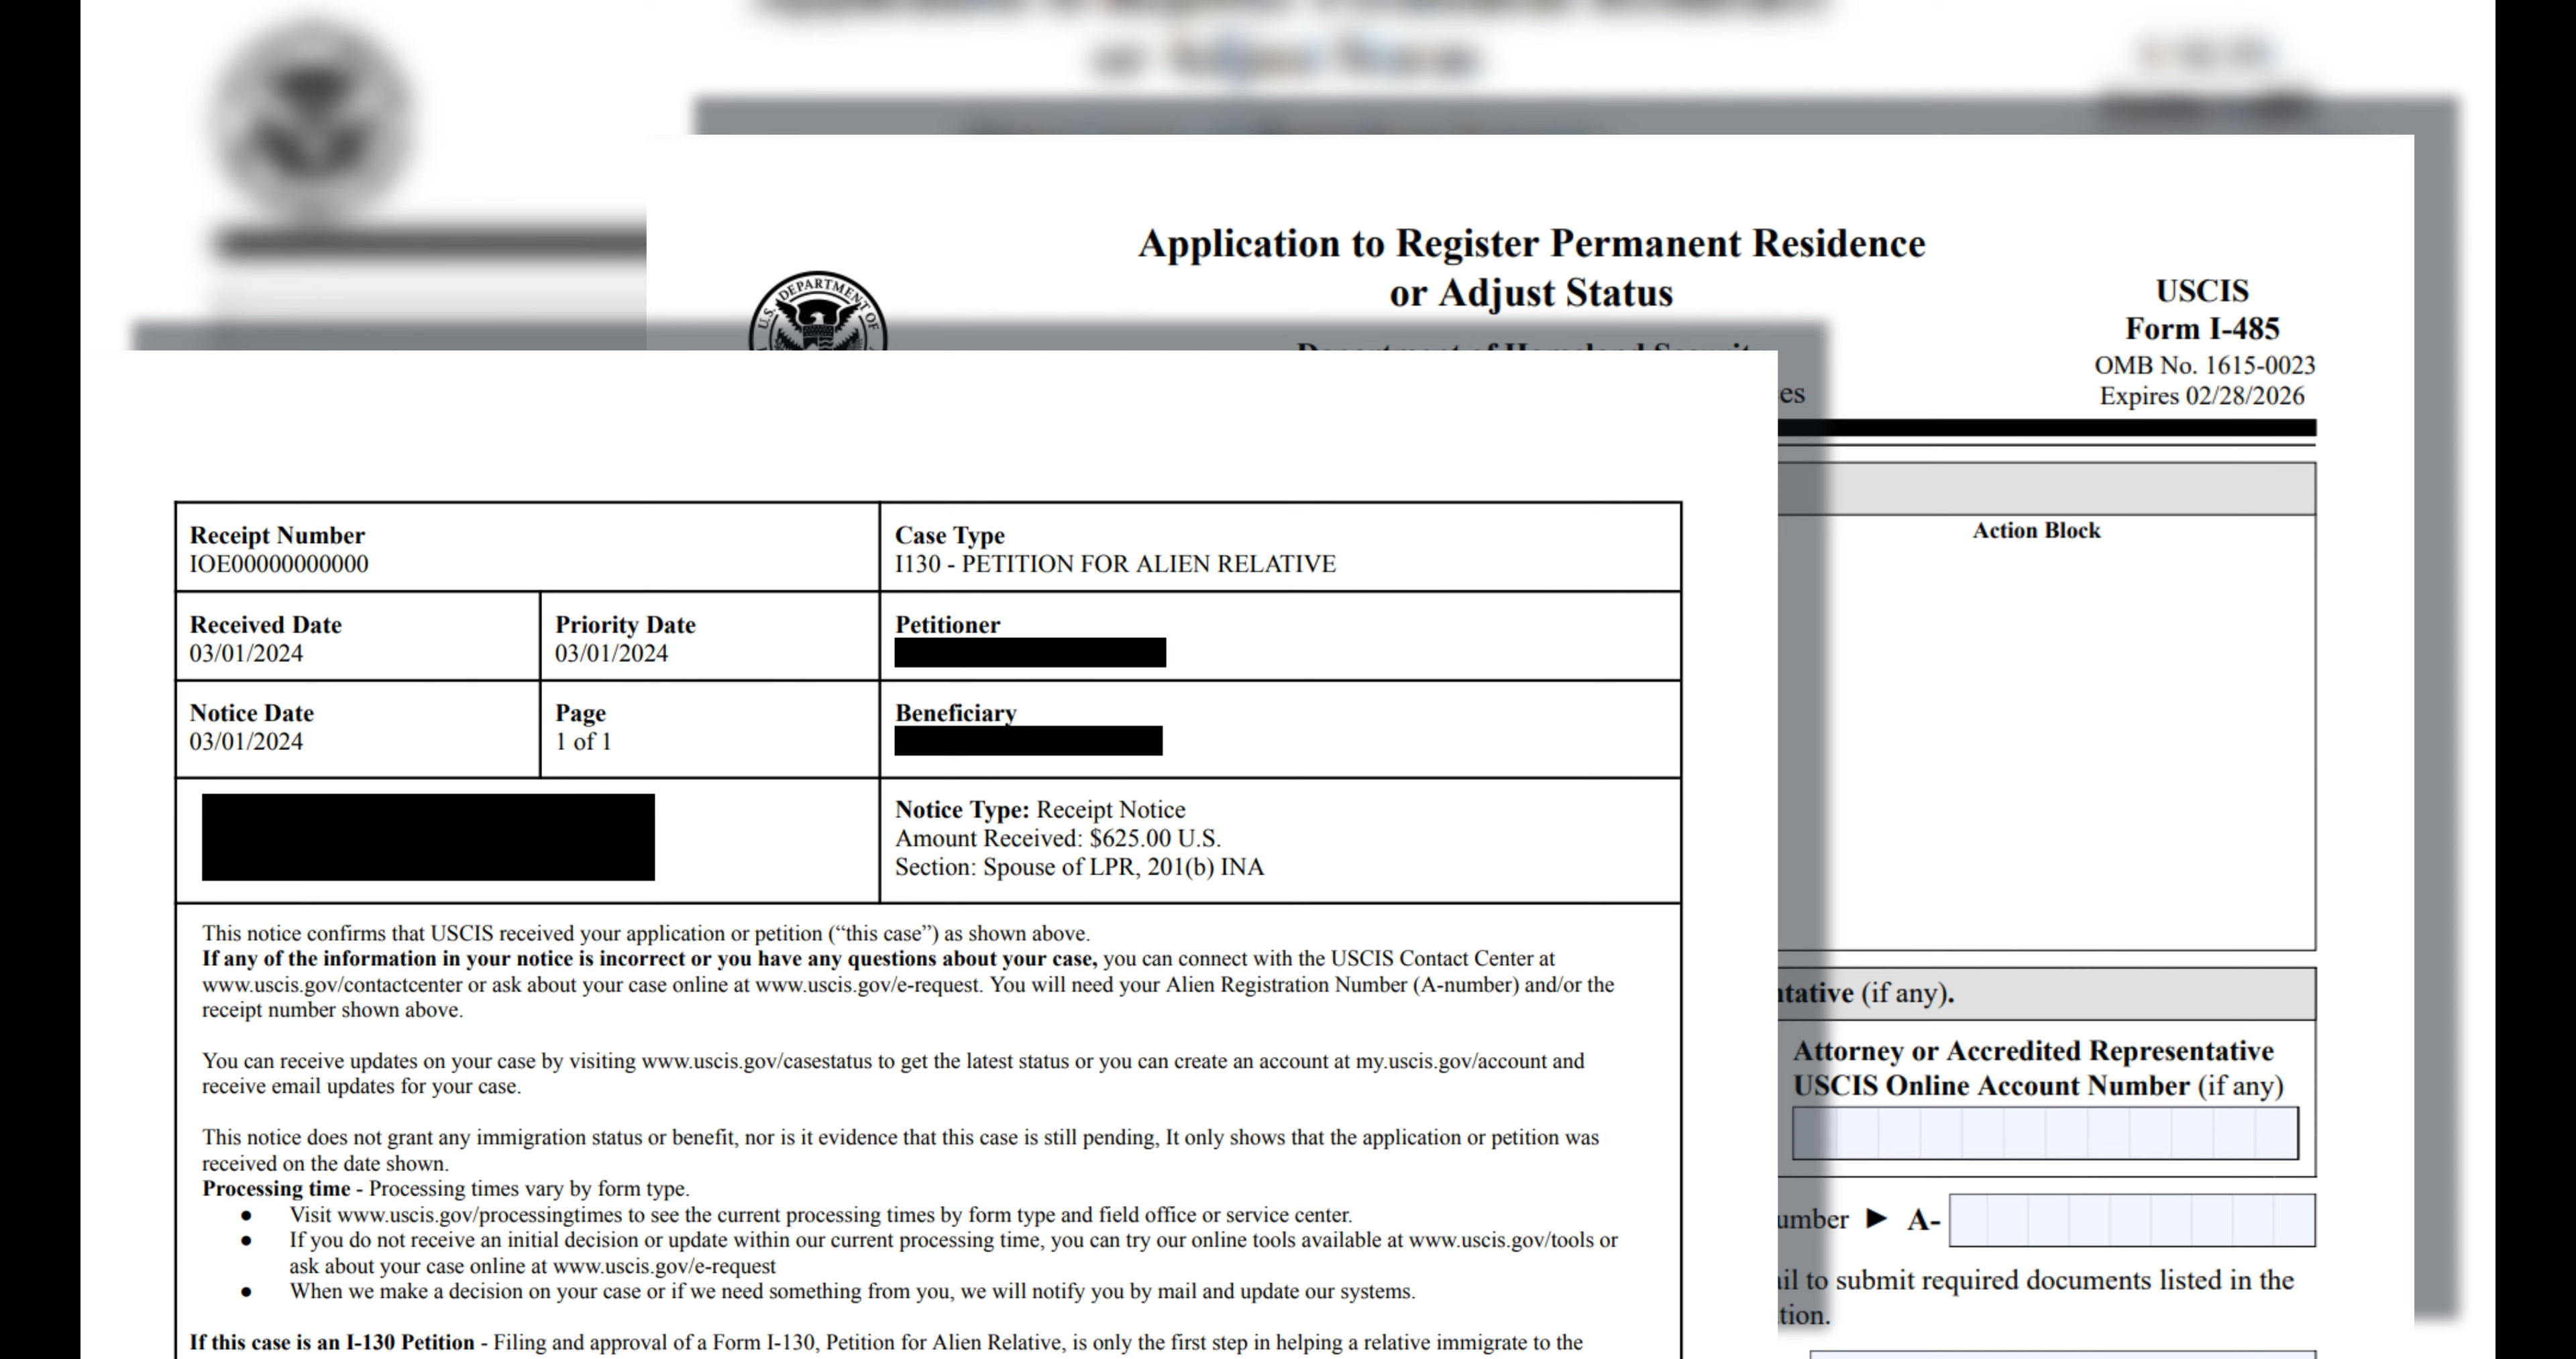 Application to Register Permanent Residence
or Adjust Status
U.S. DEPARTMENT OF
USCIS
Form I-485
OMB No. 1615-0023
Expires 02/28/2026
Department of Homeland Security
es
Action Block
ntative (if any).
Attorney or Accredited Representative
USCIS Online Account Number (if any)
umber ► A-
ail to submit required documents listed in the
tion.
Receipt Number
IOE00000000000
Case Type
I130 - PETITION FOR ALIEN RELATIVE
Received Date
03/01/2024
Priority Date
03/01/2024
Petitioner
Notice Date
03/01/2024
Page
1 of 1
Beneficiary
Notice Type: Receipt Notice
Amount Received: $625.00 U.S.
Section: Spouse of LPR, 201(b) INA
This notice confirms that USCIS received your application or petition (“this case”) as shown above.
If any of the information in your notice is incorrect or you have any questions about your case, you can connect with the USCIS Contact Center at
www.uscis.gov/contactcenter or ask about your case online at www.uscis.gov/e-request. You will need your Alien Registration Number (A-number) and/or the
receipt number shown above.
You can receive updates on your case by visiting www.uscis.gov/casestatus to get the latest status or you can create an account at my.uscis.gov/account and
receive email updates for your case.
This notice does not grant any immigration status or benefit, nor is it evidence that this case is still pending, It only shows that the application or petition was
received on the date shown.
Processing time - Processing times vary by form type.
● Visit www.uscis.gov/processingtimes to see the current processing times by form type and field office or service center.
● If you do not receive an initial decision or update within our current processing time, you can try our online tools available at www.uscis.gov/tools or
ask about your case online at www.uscis.gov/e-request
● When we make a decision on your case or if we need something from you, we will notify you by mail and update our systems.
If this case is an I-130 Petition - Filing and approval of a Form I-130, Petition for Alien Relative, is only the first step in helping a relative immigrate to the